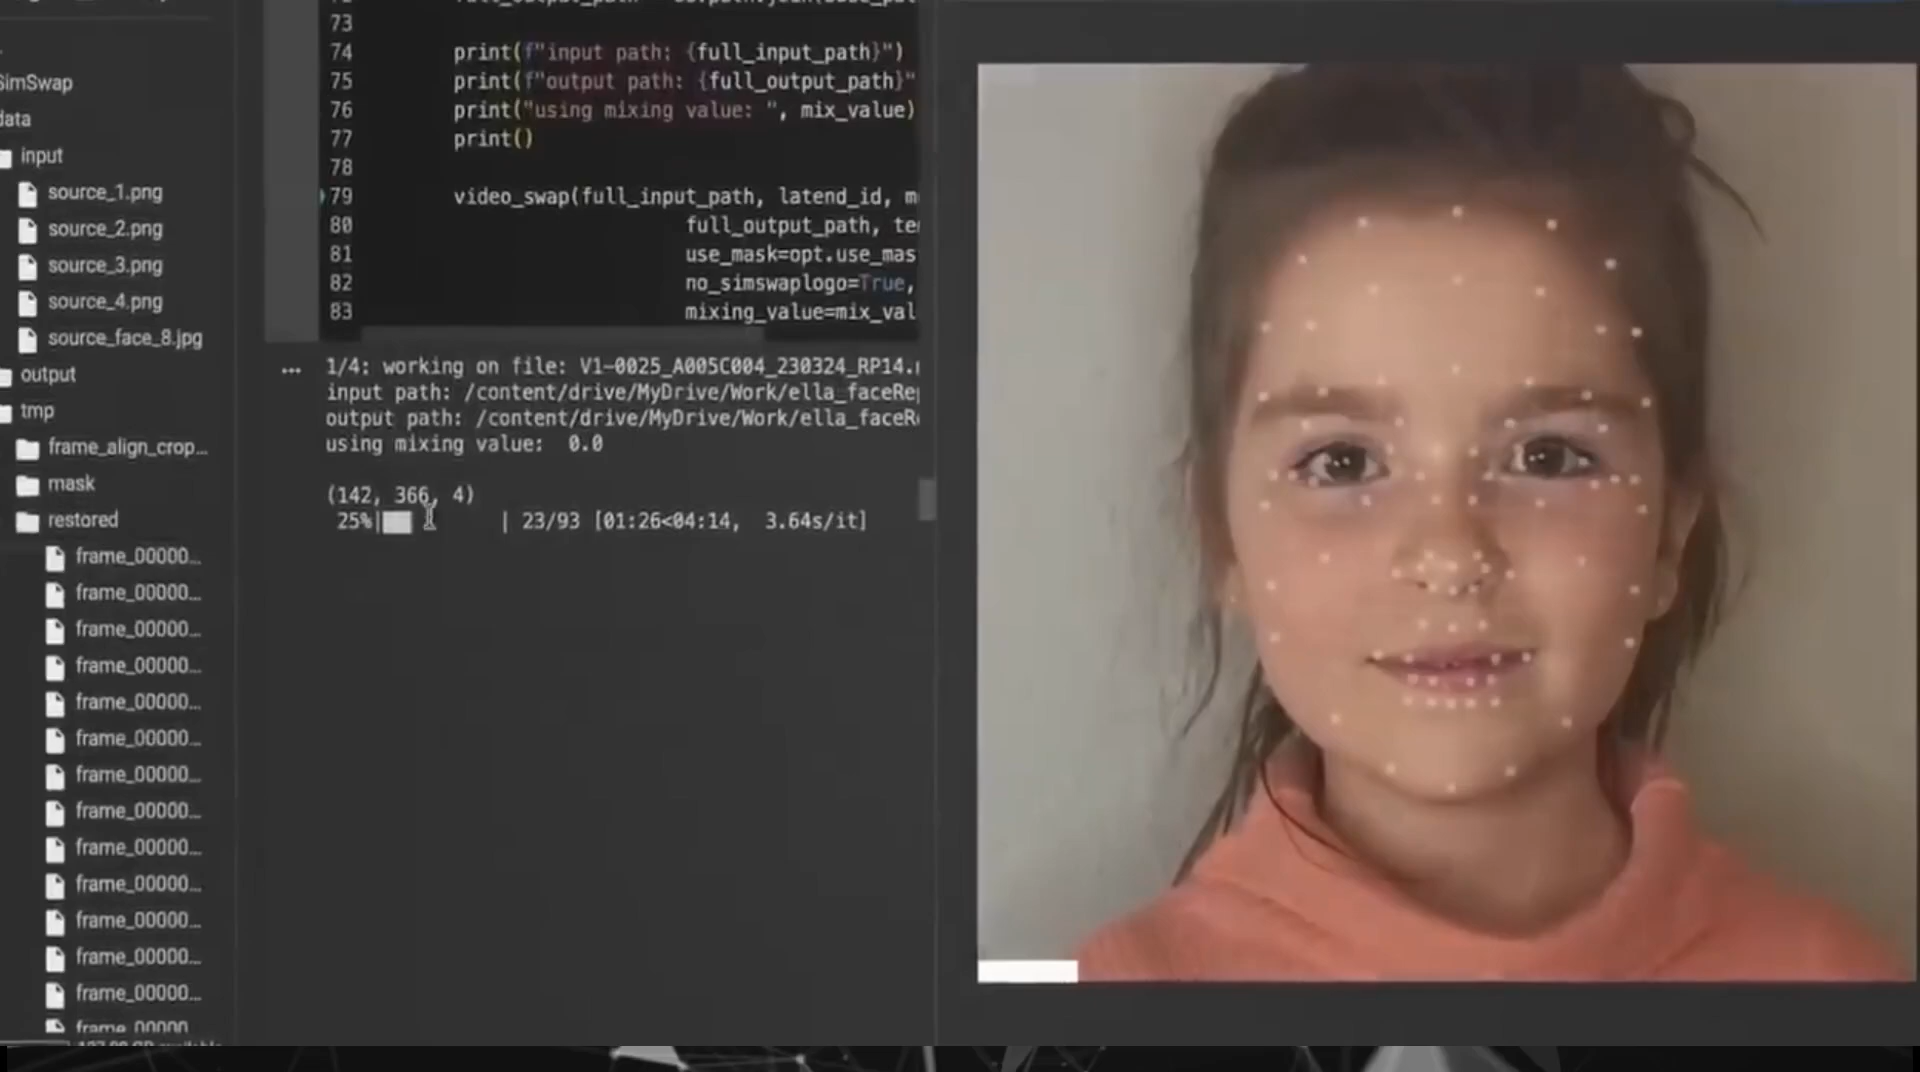 SimSwap
data
input
source_1.png
source_2.png
source_3.png
source_4.png
source_face_8.jpg
output
tmp
frame_align_crop...
mask
restored
frame_00000...
frame_00000...
frame_00000...
frame_00000...
frame_00000...
frame_00000...
frame_00000...
frame_00000...
frame_00000...
frame_00000...
frame_00000...
frame_00000...
frame_00000...
frame_00000
73
74 print(f"input path: {full_input_path}")
75 print(f"output path: {full_output_path}"
76 print("using mixing value: ", mix_value)
77 print()
78
79 video_swap(full_input_path, latend_id, m
80 full_output_path, te
81 use_mask=opt.use_mas
82 no_simswaplogo=True,
83 mixing_value=mix_val
... 1/4: working on file: V1-0025_A005C004_230324_RP14.
input path: /content/drive/MyDrive/Work/ella_faceRe
output path: /content/drive/MyDrive/Work/ella_faceR
using mixing value: 0.0
(142, 366, 4)
25%| | 23/93 [01:26<04:14, 3.64s/it]